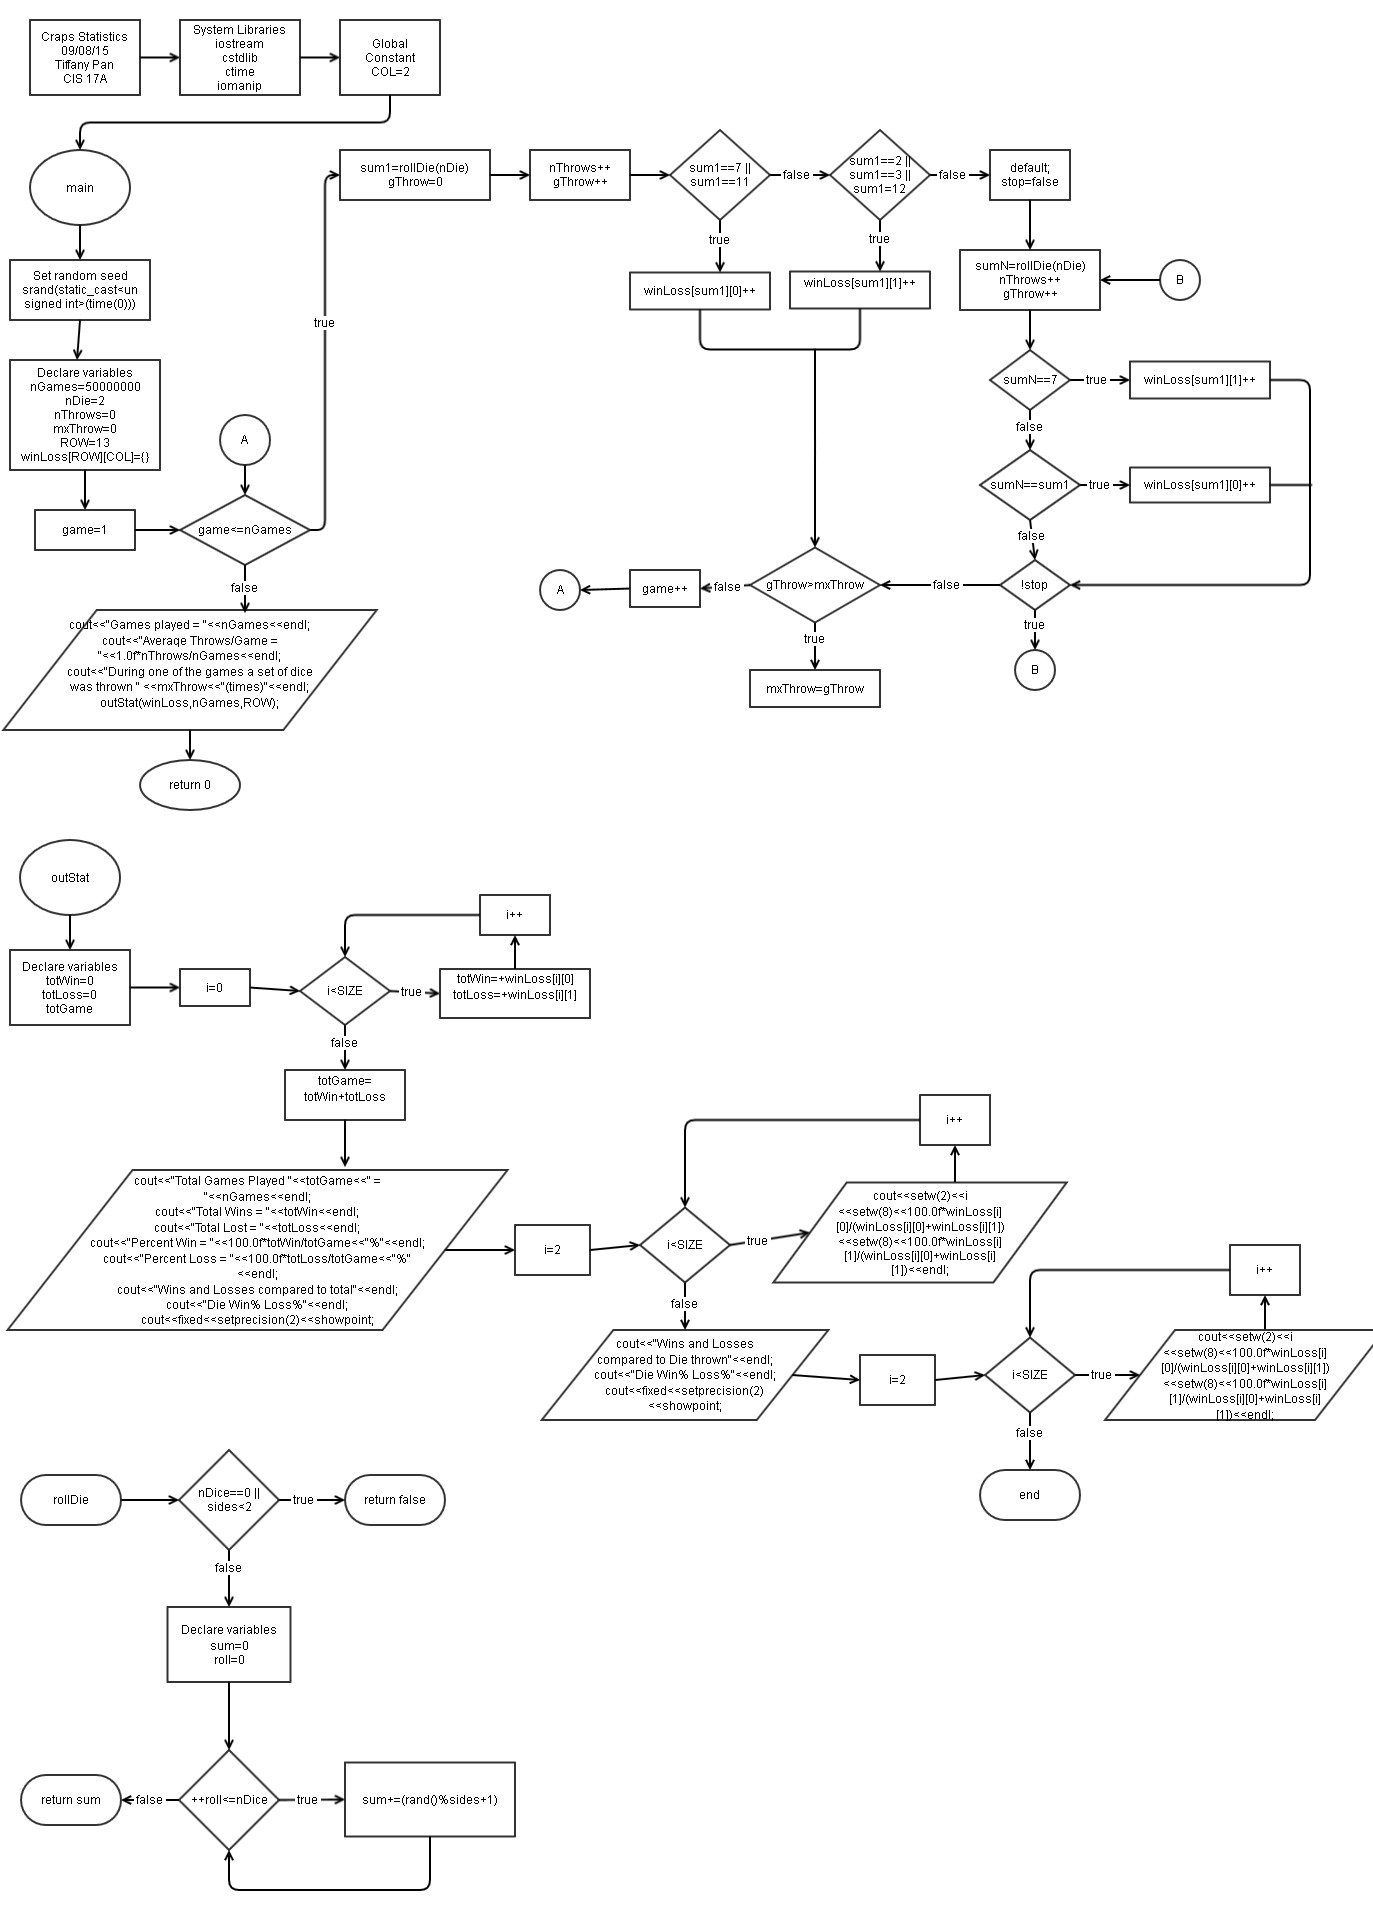 Craps Statistics
09/08/15
Tiffany Pan
CIS 17A
System Libraries
iostream
cstdlib
ctime
iomanip
Global
Constant
COL=2
main
Set random seed
srand(static_cast<un
signed int>(time(0)))
Declare variables
nGames=50000000
nDie=2
nThrows=0
mxThrow=0
ROW=13
winLoss[ROW][COL]={}
game=1
A
game<=nGames
true
false
cout<<"Games played = "<<nGames<<endl;
cout<<"Average Throws/Game =
"<<1.0f*nThrows/nGames<<endl;
cout<<"During one of the games a set of dice
was thrown " <<mxThrow<<"(times)"<<endl;
outStat(winLoss,nGames,ROW);
return 0
sum1=rollDie(nDie)
gThrow=0
nThrows++
gThrow++
sum1==7 ||
sum1==11
false
true
winLoss[sum1][0]++
sum1==2 ||
sum1==3 ||
sum1=12
false
true
winLoss[sum1][1]++
default;
stop=false
sumN=rollDie(nDie)
nThrows++
gThrow++
B
sumN==7
true
winLoss[sum1][1]++
false
sumN==sum1
true
winLoss[sum1][0]++
false
!stop
true
B
false
gThrow>mxThrow
false
game++
A
true
mxThrow=gThrow
outStat
Declare variables
totWin=0
totLoss=0
totGame
i=0
i<SIZE
true
totWin=+winLoss[i][0]
totLoss=+winLoss[i][1]
i++
false
totGame=
totWin+totLoss
cout<<"Total Games Played "<<totGame<<" =
"<<nGames<<endl;
cout<<"Total Wins = "<<totWin<<endl;
cout<<"Total Lost = "<<totLoss<<endl;
cout<<"Percent Win = "<<100.0f*totWin/totGame<<"%"<<endl;
cout<<"Percent Loss = "<<100.0f*totLoss/totGame<<"%"
<<endl;
cout<<"Wins and Losses compared to total"<<endl;
cout<<"Die Win% Loss%"<<endl;
cout<<fixed<<setprecision(2)<<showpoint;
i=2
i<SIZE
true
cout<<setw(2)<<i
<<setw(8)<<100.0f*winLoss[i]
[0]/(winLoss[i][0]+winLoss[i][1])
<<setw(8)<<100.0f*winLoss[i]
[1]/(winLoss[i][0]+winLoss[i]
[1])<<endl;
i++
false
cout<<"Wins and Losses
compared to Die thrown"<<endl;
cout<<"Die Win% Loss%"<<endl;
cout<<fixed<<setprecision(2)
<<showpoint;
i=2
i<SIZE
true
cout<<setw(2)<<i
<<setw(8)<<100.0f*winLoss[i]
[0]/(winLoss[i][0]+winLoss[i][1])
<<setw(8)<<100.0f*winLoss[i]
[1]/(winLoss[i][0]+winLoss[i]
[1])<<endl;
i++
false
end
rollDie
nDice==0 ||
sides<2
true
return false
false
Declare variables
sum=0
roll=0
++roll<=nDice
true
sum+=(rand()%sides+1)
false
return sum